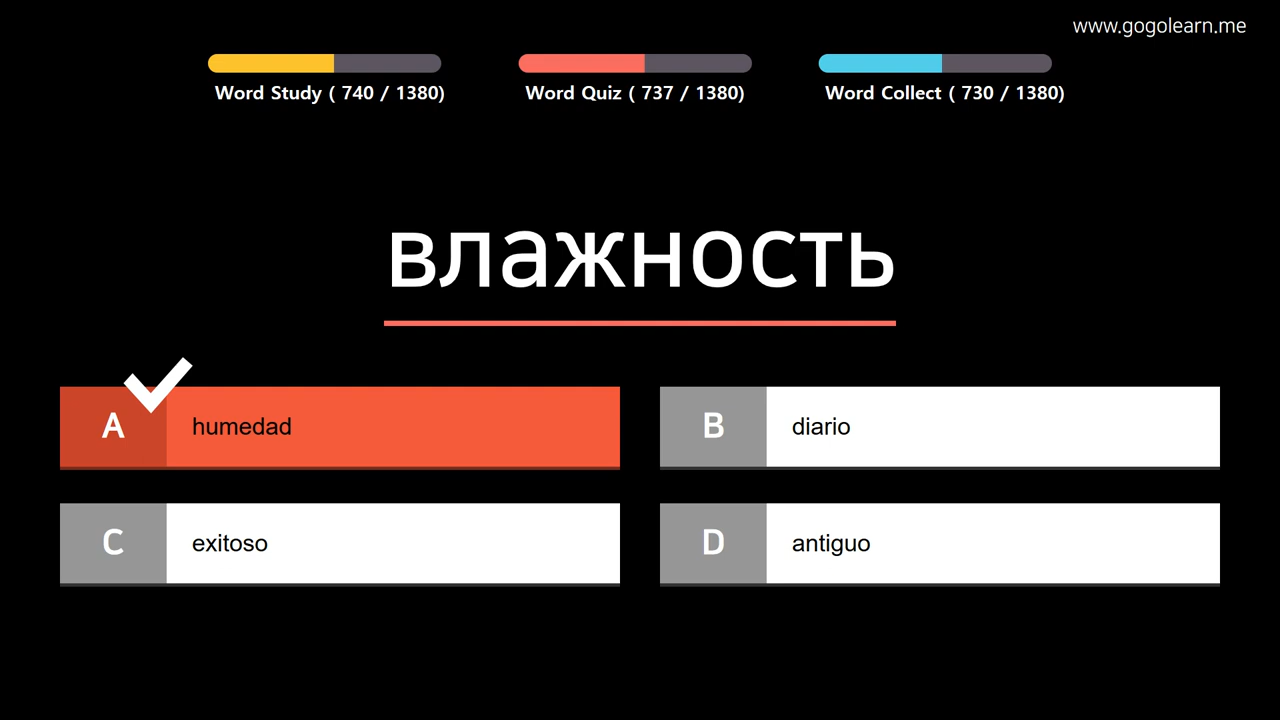 www.gogolearn.me
Word Study ( 740 / 1380)
Word Quiz ( 737 / 1380)
Word Collect ( 730 / 1380)
влажность
A humedad
B diario
C exitoso
D antiguo